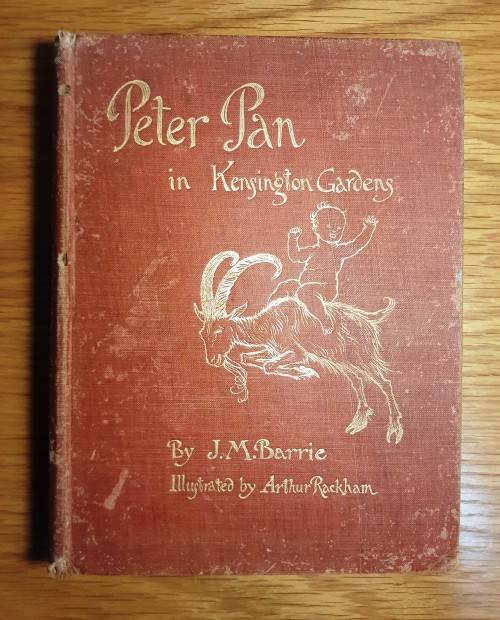 Peter Pan
in Kensington Gardens
By J.M.Barrie
Illustrated by Arthur Rackham